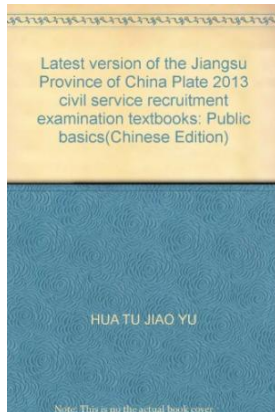 Latest version of the Jiangsu
Province of China Plate 2013
civil service recruitment
examination textbooks: Public
basics(Chinese Edition)
HUA TU JIAO YU
Note: This is no the actual book cover